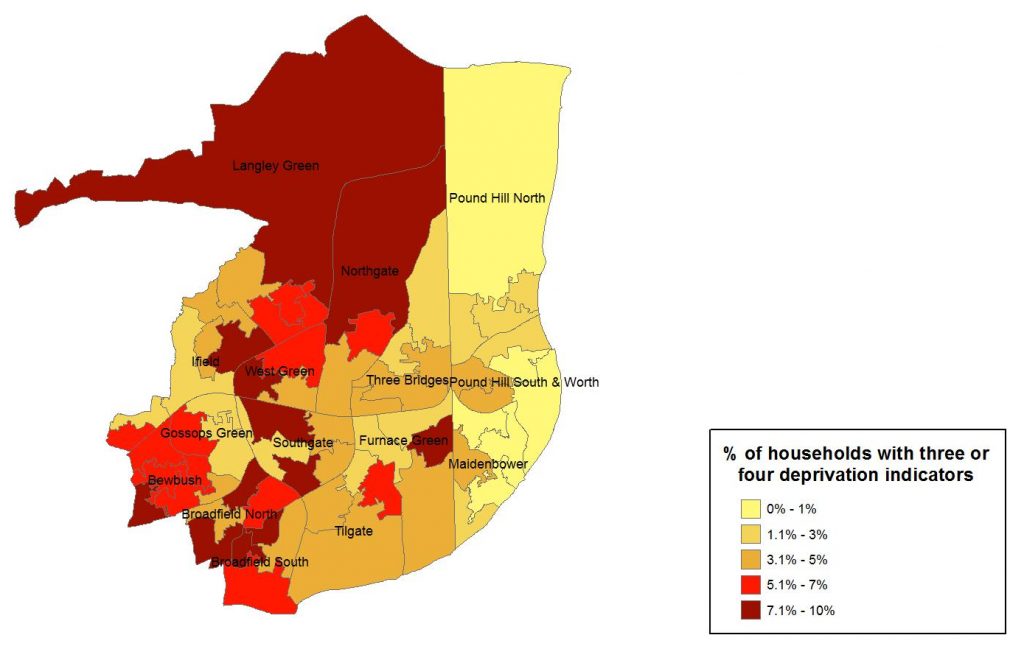 Langley Green
Pound Hill North
Northgate
Ifield
West Green
Three Bridges
Pound Hill South & Worth
Gossops Green
Southgate
Furnace Green
Maidenbower
Bewbush
Broadfield North
Tilgate
Broadfield South
% of households with three or
four deprivation indicators
0% - 1%
1.1% - 3%
3.1% - 5%
5.1% - 7%
7.1% - 10%